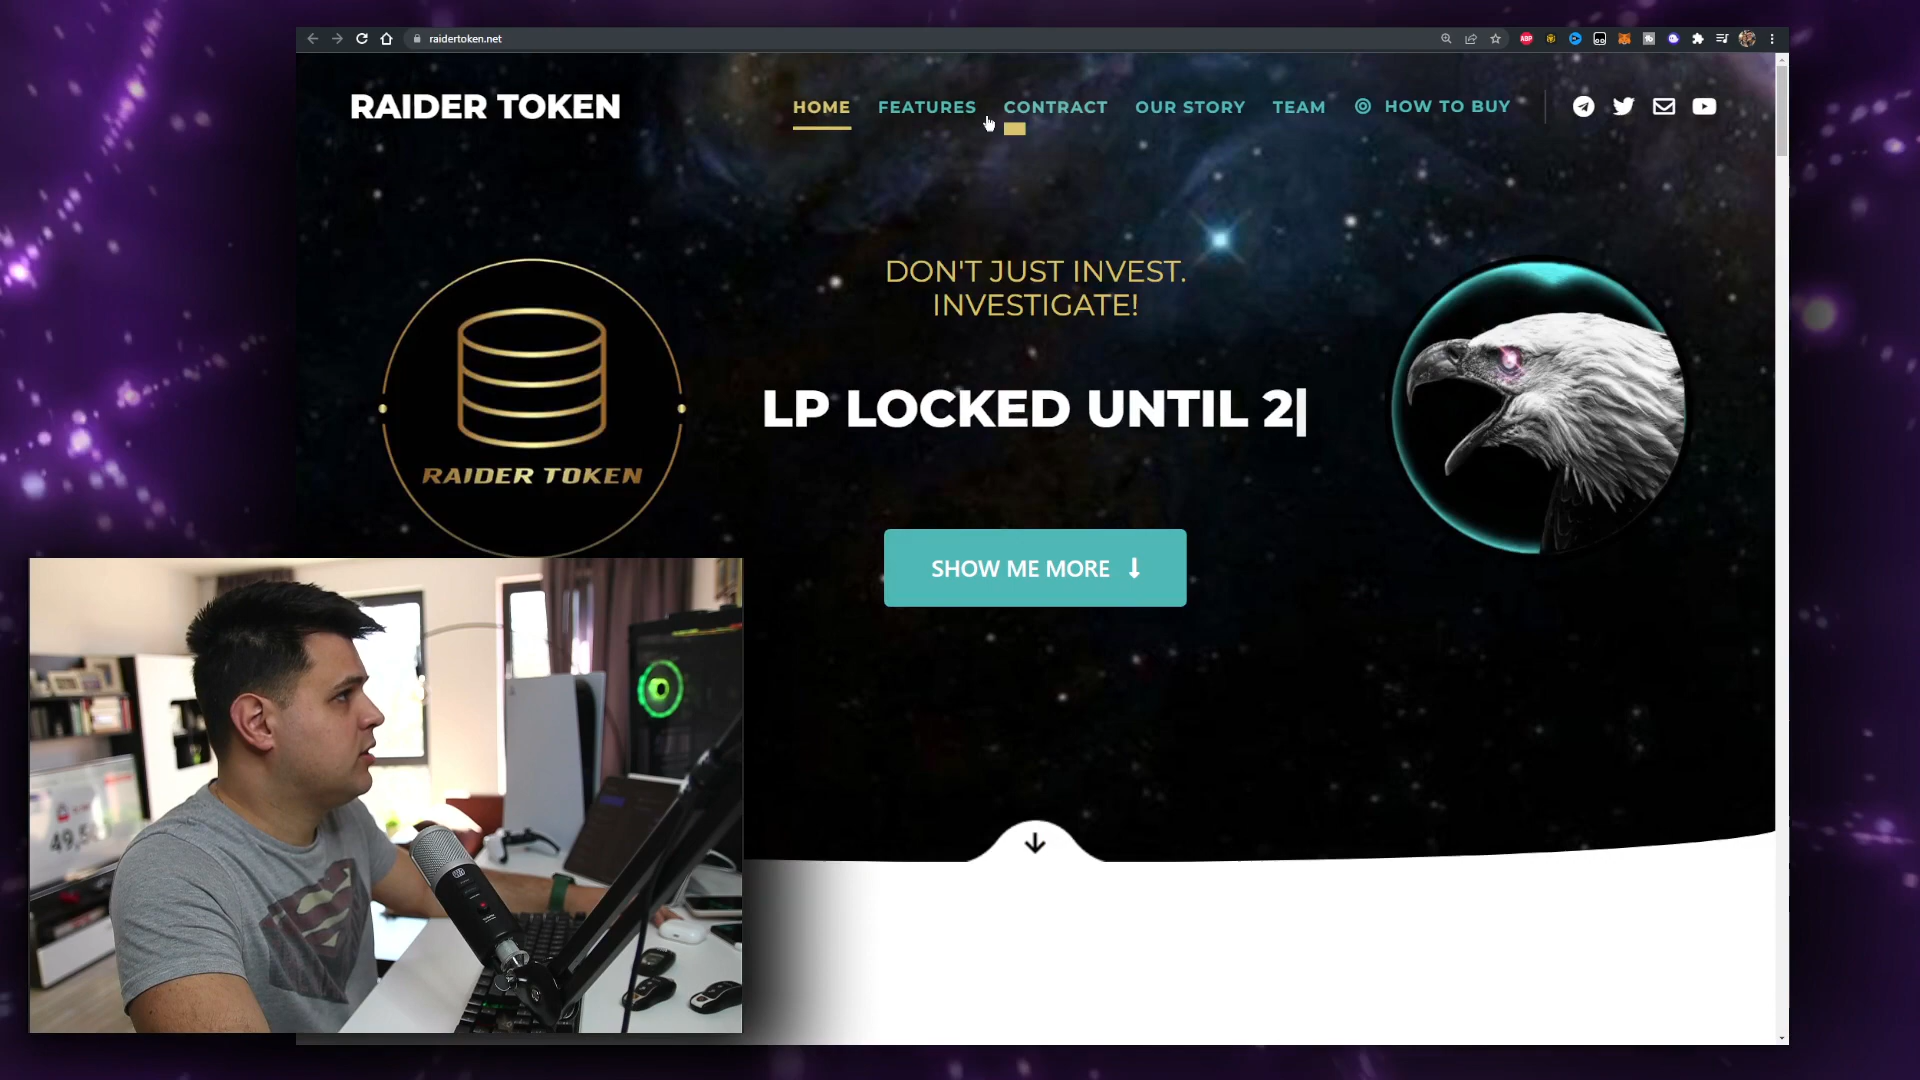 raidertoken.net
ABP
RAIDER TOKEN
HOME
FEATURES
CONTRACT
OUR STORY
TEAM
HOW TO BUY
DON'T JUST INVEST.
INVESTIGATE!
LP LOCKED UNTIL 2|
RAIDER TOKEN
SHOW ME MORE